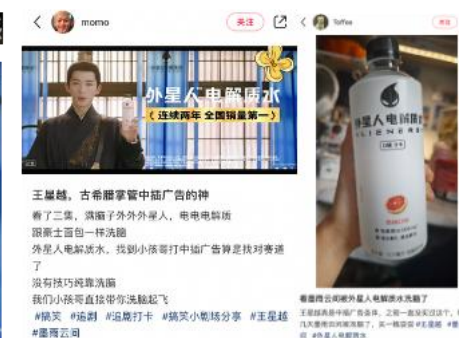 momo
关注
外星人电解质水
《连续两年 全国销量第一》
王星越，古希腊掌管中插广告的神
看了三集，满脑子外外外星人，电电电解质
跟豪士面包一样洗脑
外星人电解质水，找到小孩哥打中插广告算是找对赛道
了
没有技巧纯靠洗脑
我们小孩哥直接带你洗脑起飞
#搞笑 #追剧 #追剧打卡 #搞笑小剧场分享 #王星越
#墨雨云间
Toffee
关注
外星人电解质水
ALIENERG
看墨雨云间被外星人电解质水洗脑了